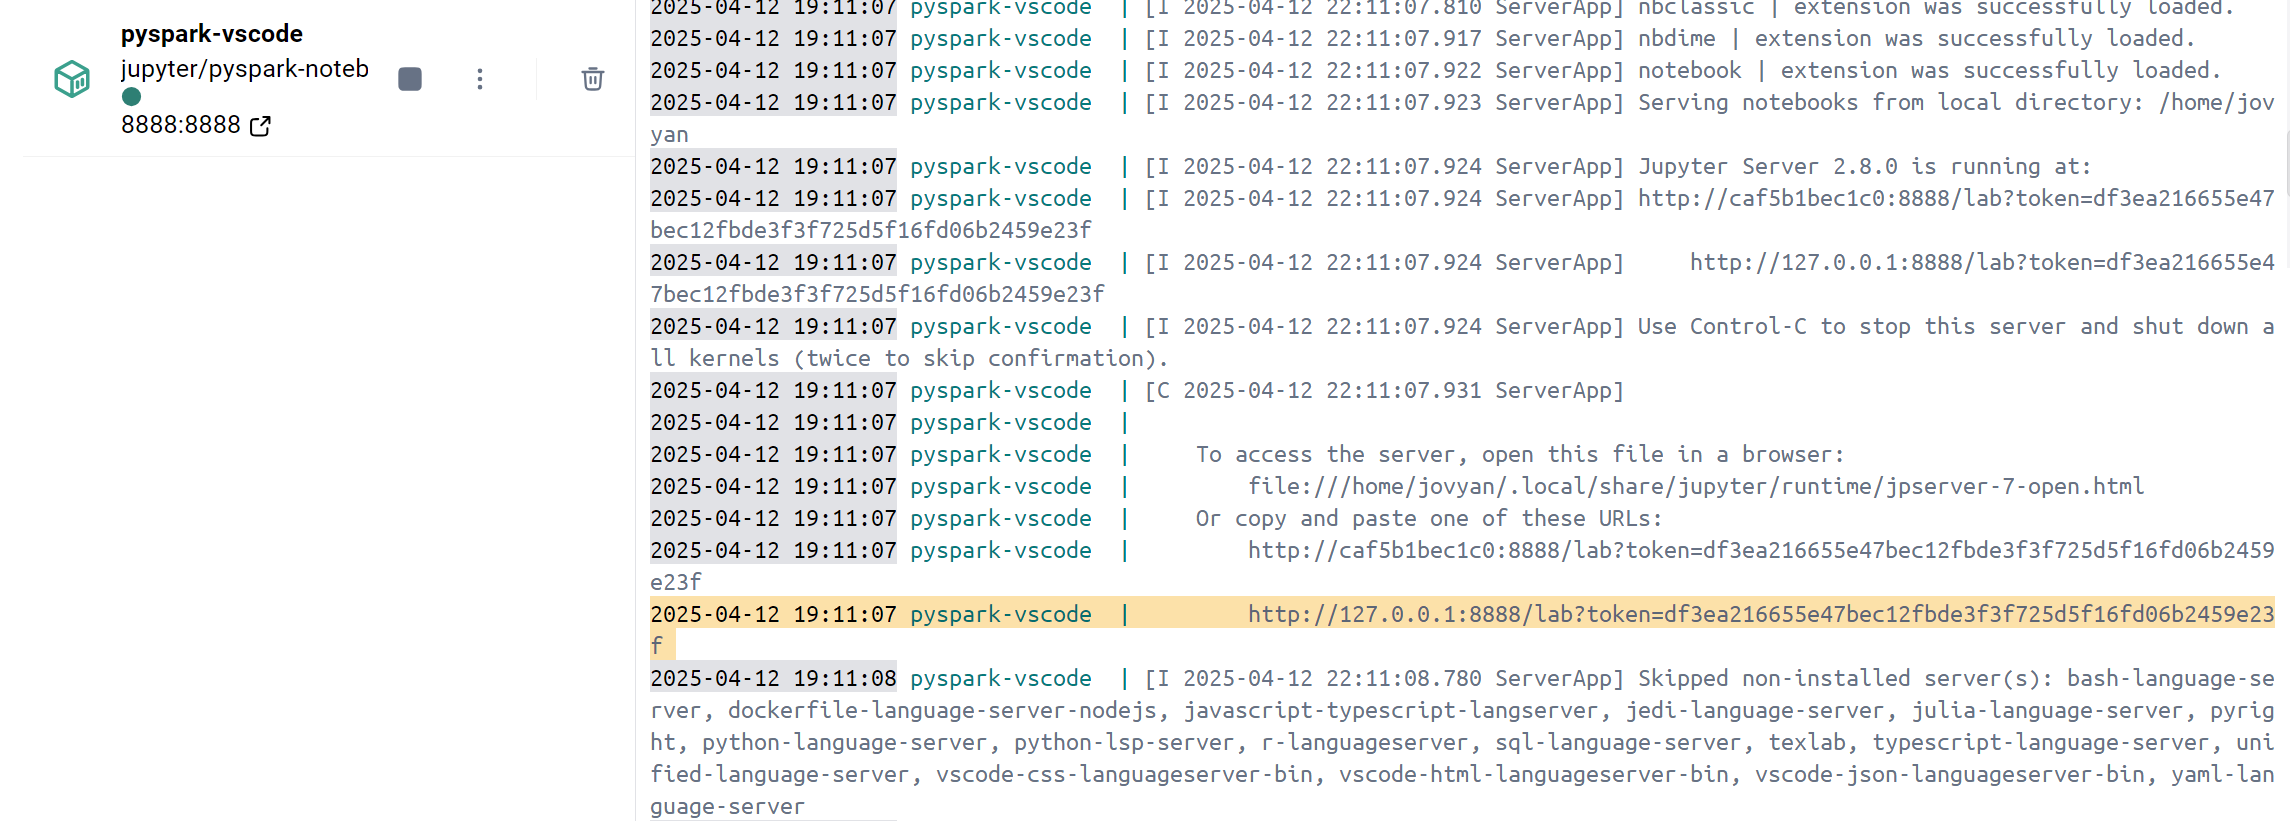 pyspark-vscode
jupyter/pyspark-noteb
8888:8888
2025-04-12 19:11:07 pyspark-vscode | [I 2025-04-12 22:11:07.810 ServerApp] nbclassic | extension was successfully loaded.
2025-04-12 19:11:07 pyspark-vscode | [I 2025-04-12 22:11:07.917 ServerApp] nbdime | extension was successfully loaded.
2025-04-12 19:11:07 pyspark-vscode | [I 2025-04-12 22:11:07.922 ServerApp] notebook | extension was successfully loaded.
2025-04-12 19:11:07 pyspark-vscode | [I 2025-04-12 22:11:07.923 ServerApp] Serving notebooks from local directory: /home/jov
yan
2025-04-12 19:11:07 pyspark-vscode | [I 2025-04-12 22:11:07.924 ServerApp] Jupyter Server 2.8.0 is running at:
2025-04-12 19:11:07 pyspark-vscode | [I 2025-04-12 22:11:07.924 ServerApp] http://caf5b1bec1c0:8888/lab?token=df3ea216655e47
bec12fbde3f3f725d5f16fd06b2459e23f
2025-04-12 19:11:07 pyspark-vscode | [I 2025-04-12 22:11:07.924 ServerApp]     http://127.0.0.1:8888/lab?token=df3ea216655e4
7bec12fbde3f3f725d5f16fd06b2459e23f
2025-04-12 19:11:07 pyspark-vscode | [I 2025-04-12 22:11:07.924 ServerApp] Use Control-C to stop this server and shut down a
ll kernels (twice to skip confirmation).
2025-04-12 19:11:07 pyspark-vscode | [C 2025-04-12 22:11:07.931 ServerApp]
2025-04-12 19:11:07 pyspark-vscode |
2025-04-12 19:11:07 pyspark-vscode |     To access the server, open this file in a browser:
2025-04-12 19:11:07 pyspark-vscode |         file:///home/jovyan/.local/share/jupyter/runtime/jpserver-7-open.html
2025-04-12 19:11:07 pyspark-vscode |     Or copy and paste one of these URLs:
2025-04-12 19:11:07 pyspark-vscode |         http://caf5b1bec1c0:8888/lab?token=df3ea216655e47bec12fbde3f3f725d5f16fd06b2459
e23f
2025-04-12 19:11:07 pyspark-vscode |         http://127.0.0.1:8888/lab?token=df3ea216655e47bec12fbde3f3f725d5f16fd06b2459e23
f
2025-04-12 19:11:08 pyspark-vscode | [I 2025-04-12 22:11:08.780 ServerApp] Skipped non-installed server(s): bash-language-se
rver, dockerfile-language-server-nodejs, javascript-typescript-langserver, jedi-language-server, julia-language-server, pyrig
ht, python-language-server, python-lsp-server, r-languageserver, sql-language-server, texlab, typescript-language-server, uni
fied-language-server, vscode-css-languageserver-bin, vscode-html-languageserver-bin, vscode-json-languageserver-bin, yaml-lan
guage-server